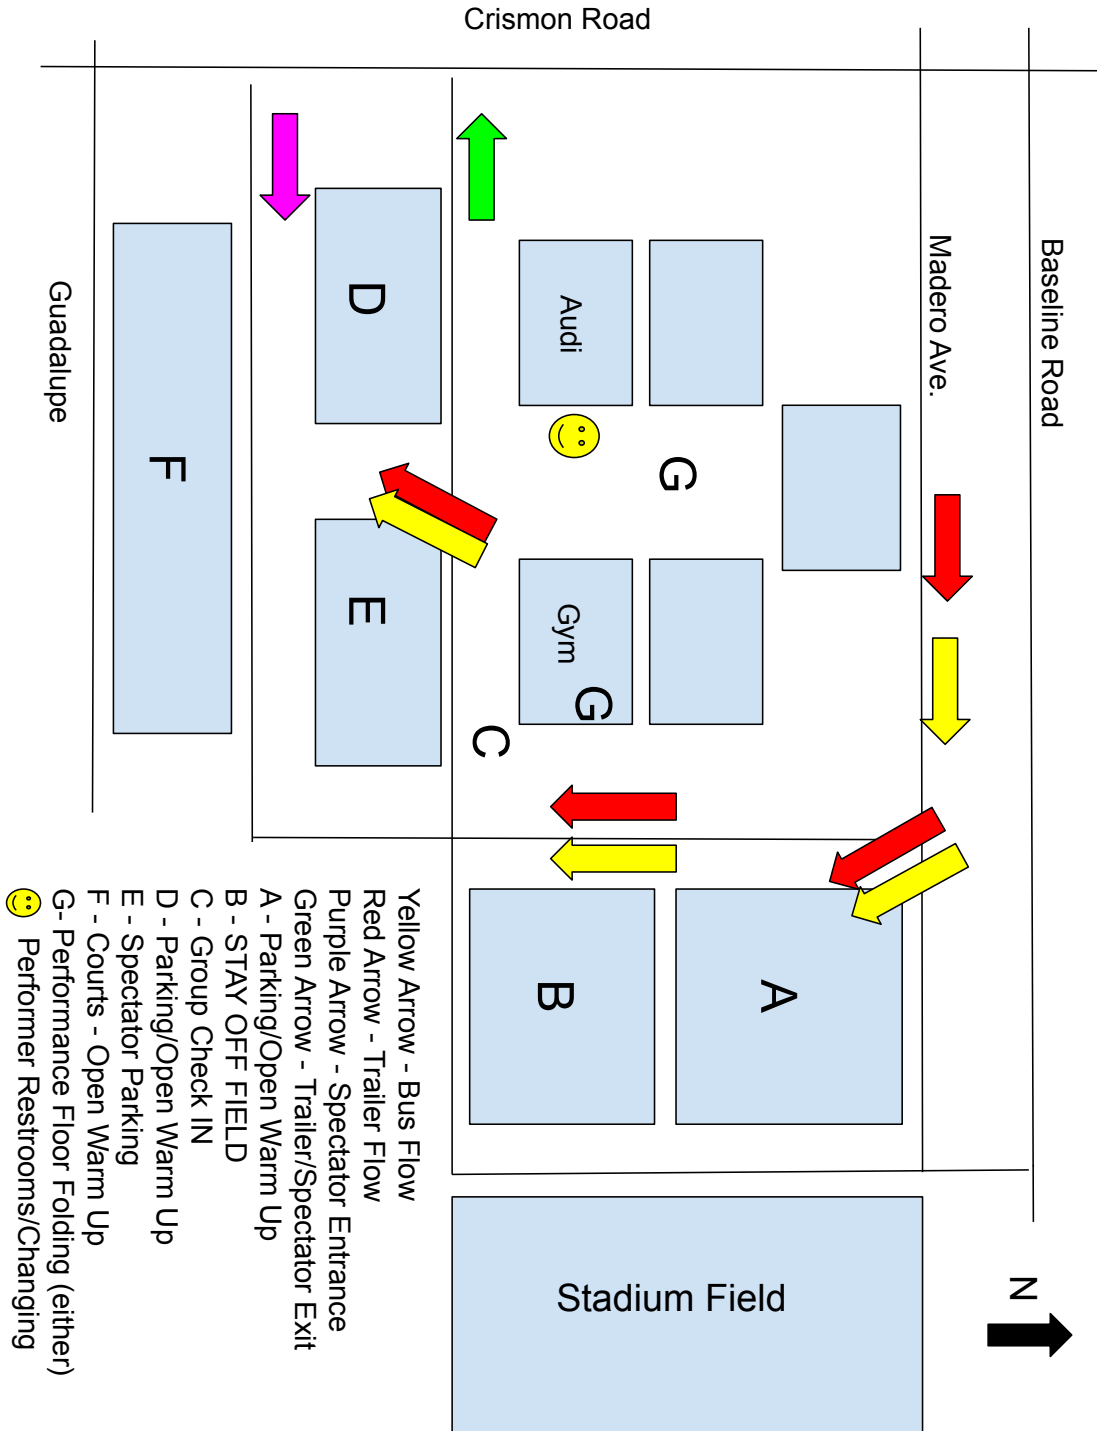 Crismon Road
Baseline Road
Madero Ave.
Guadalupe
Audi
D
G
F
E
Gym
G
C
B
A
Stadium Field
N
Yellow Arrow - Bus Flow
Red Arrow - Trailer Flow
Purple Arrow - Spectator Entrance
Green Arrow - Trailer/Spectator Exit
A - Parking/Open Warm Up
B - STAY OFF FIELD
C - Group Check IN
D - Parking/Open Warm Up
E - Spectator Parking
F - Courts - Open Warm Up
G- Performance Floor Folding (either)
Performer Restrooms/Changing